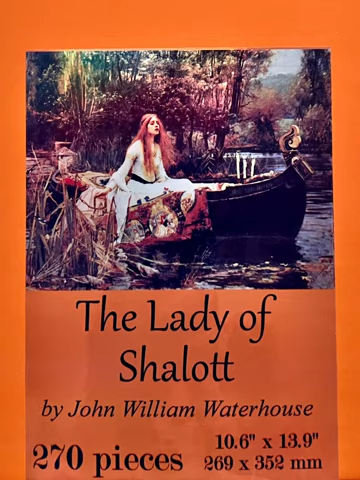 The Lady of
Shalott
by John William Waterhouse
270 pieces
10.6" x 13.9"
269 x 352 mm